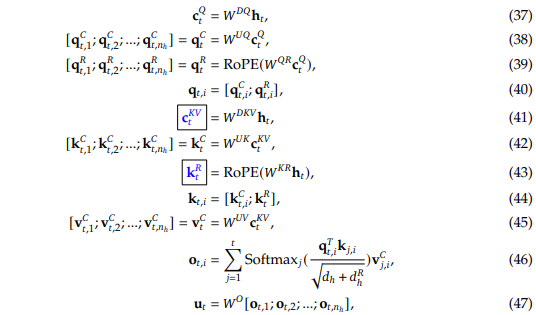 c_t^Q = W^{DQ} h_t, (37)
[q_{t,1}^C; q_{t,2}^C; ...; q_{t,n_h}^C] = q_t^C = W^{UQ} c_t^Q, (38)
[q_{t,1}^R; q_{t,2}^R; ...; q_{t,n_h}^R] = q_t^R = RoPE(W^{QR} c_t^Q), (39)
q_{t,i} = [q_{t,i}^C; q_{t,i}^R], (40)
c_t^{KV} = W^{DKV} h_t, (41)
[k_{t,1}^C; k_{t,2}^C; ...; k_{t,n_h}^C] = k_t^C = W^{UK} c_t^{KV}, (42)
k_t^R = RoPE(W^{KR} h_t), (43)
k_{t,i} = [k_{t,i}^C; k_t^R], (44)
[v_{t,1}^C; v_{t,2}^C; ...; v_{t,n_h}^C] = v_t^C = W^{UV} c_t^{KV}, (45)
o_{t,i} = \sum_{j=1}^{t} Softmax_j(\frac{q_{t,i}^T k_{j,i}}{\sqrt{d_h + d_h^R}}) v_{j,i}^C, (46)
u_t = W^O [o_{t,1}; o_{t,2}; ...; o_{t,n_h}], (47)